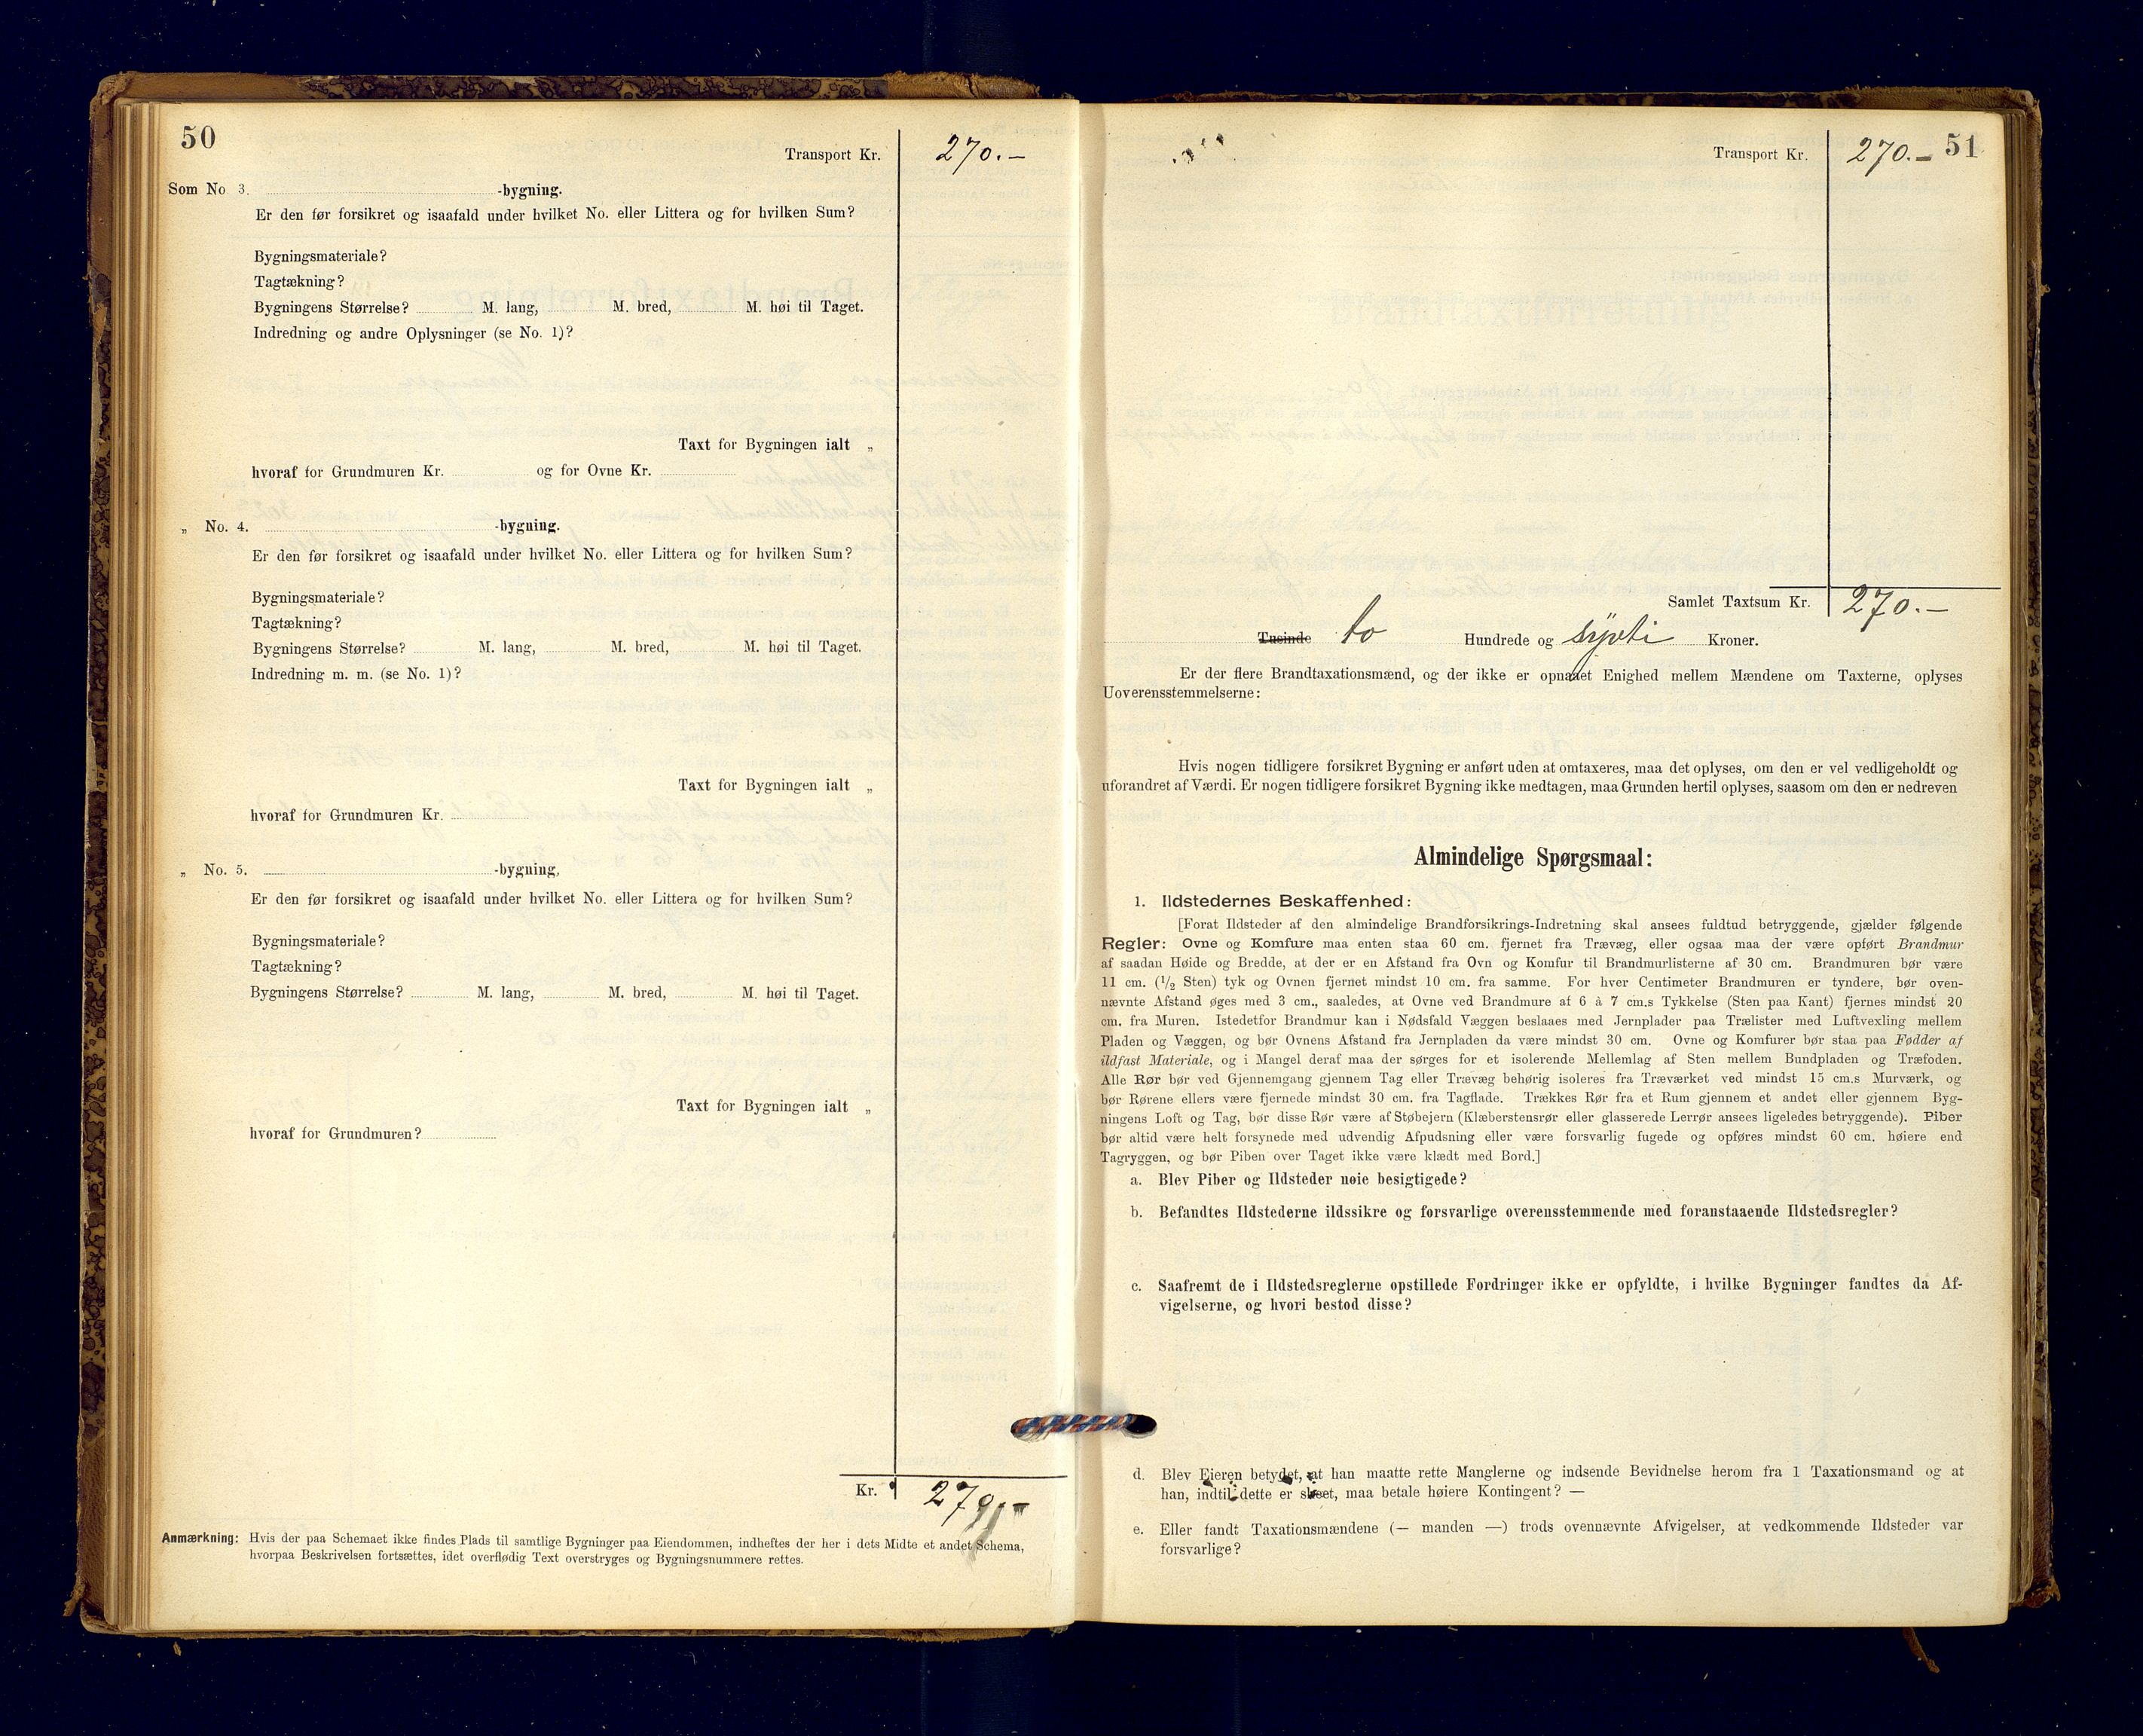 50
Transport Kr. 270.—
Som No 3. -bygning.
Er den før forsikret og isaafald under hvilket No. eller Littera og for hvilken Sum?
Bygningsmateriale?
Tagtækning?
Bygningens Størrelse? M. lang, M. bred, M. høi til Taget.
Indredning og andre Oplysninger (se No. 1)?
Taxt for Bygningen ialt „
hvoraf for Grundmuren Kr. og for Ovne Kr.
„ No. 4. -bygning.
Er den før forsikret og isaafald under hvilket No. eller Littera og for hvilken Sum?
Bygningsmateriale?
Tagtækning?
Bygningens Størrelse? M. lang, M. bred, M. høi til Taget.
Indredning m. m. (se No. 1)?
Taxt for Bygningen ialt „
hvoraf for Grundmuren Kr.
„ No. 5. -bygning,
Er den før forsikret og isaafald under hvilket No. eller Littera og for hvilken Sum?
Bygningsmateriale?
Tagtækning?
Bygningens Størrelse? M. lang, M. bred, M. høi til Taget.
Taxt for Bygningen ialt „
hvoraf for Grundmuren?
Kr. 270.—
Anmærkning: Hvis der paa Schemaet ikke findes Plads til samtlige Bygninger paa Eiendommen, indheftes der her i dets Midte et andet Schema,
hvorpaa Beskrivelsen fortsættes, idet overflødig Text overstryges og Bygningsnummere rettes.
Transport Kr. 270.— 51
Samlet Taxtsum Kr. 270.—
Tusinde to Hundrede og sytti Kroner.
Er der flere Brandtaxationsmænd, og der ikke er opnaaet Enighed mellem Mændene om Taxterne, oplyses
Uoverensstemmelserne:
Hvis nogen tidligere forsikret Bygning er anført uden at omtaxeres, maa det oplyses, om den er vel vedligeholdt og
uforandret af Værdi. Er nogen tidligere forsikret Bygning ikke medtagen, maa Grunden hertil oplyses, saasom om den er nedreven
Almindelige Spørgsmaal:
1. Ildstedernes Beskaffenhed:
[Forat Ildsteder af den almindelige Brandforsikrings-Indretning skal ansees fuldtud betryggende, gjælder følgende
Regler: Ovne og Komfure maa enten staa 60 cm. fjernet fra Trævæg, eller ogsaa maa der være opført Brandmur
af saadan Høide og Bredde, at der er en Afstand fra Ovn og Komfur til Brandmurlisterne af 30 cm. Brandmuren bør være
11 cm. (1/2 Sten) tyk og Ovnen fjernet mindst 10 cm. fra samme. For hver Centimeter Brandmuren er tyndere, bør oven-
nævnte Afstand øges med 3 cm., saaledes, at Ovne ved Brandmure af 6 à 7 cm.s Tykkelse (Sten paa Kant) fjernes mindst 20
cm. fra Muren. Istedetfor Brandmur kan i Nødsfald Væggen beslaaes med Jernplader paa Trælister med Luftvexling mellem
Pladen og Væggen, og bør Ovnens Afstand fra Jernpladen da være mindst 30 cm. Ovne og Komfurer bør staa paa Fødder af
ildfast Materiale, og i Mangel deraf maa der sørges for et isolerende Mellemlag af Sten mellem Bundpladen og Træfoden.
Alle Rør bør ved Gjennemgang gjennem Tag eller Trævæg behørig isoleres fra Træværket ved mindst 15 cm.s Murværk, og
bør Rørene ellers være fjernede mindst 30 cm. fra Tagflade. Trækkes Rør fra et Rum gjennem et andet eller gjennem Byg-
ningens Loft og Tag, bør disse Rør være af Støbejern (Klæberstensrør eller glasserede Lerrør ansees ligeledes betryggende). Piber
bør altid være helt forsynede med udvendig Afpudsning eller være forsvarlig fugede og opføres mindst 60 cm. høiere end
Tagryggen, og bør Piben over Taget ikke være klædt med Bord.]
a. Blev Piber og Ildsteder nøie besigtigede?
b. Befandtes Ildstederne ildssikre og forsvarlige overensstemmende med foranstaaende Ildstedsregler?
c. Saafremt de i Ildstedsreglerne opstillede Fordringer ikke er opfyldte, i hvilke Bygninger fandtes da Af-
vigelserne, og hvori bestod disse?
d. Blev Eieren betydet, at han maatte rette Manglerne og indsende Bevidnelse herom fra 1 Taxationsmand og at
han, indtil dette er skeet, maa betale høiere Kontingent? —
e. Eller fandt Taxationsmændene (— manden —) trods ovennævnte Afvigelser, at vedkommende Ildsteder var
forsvarlige?